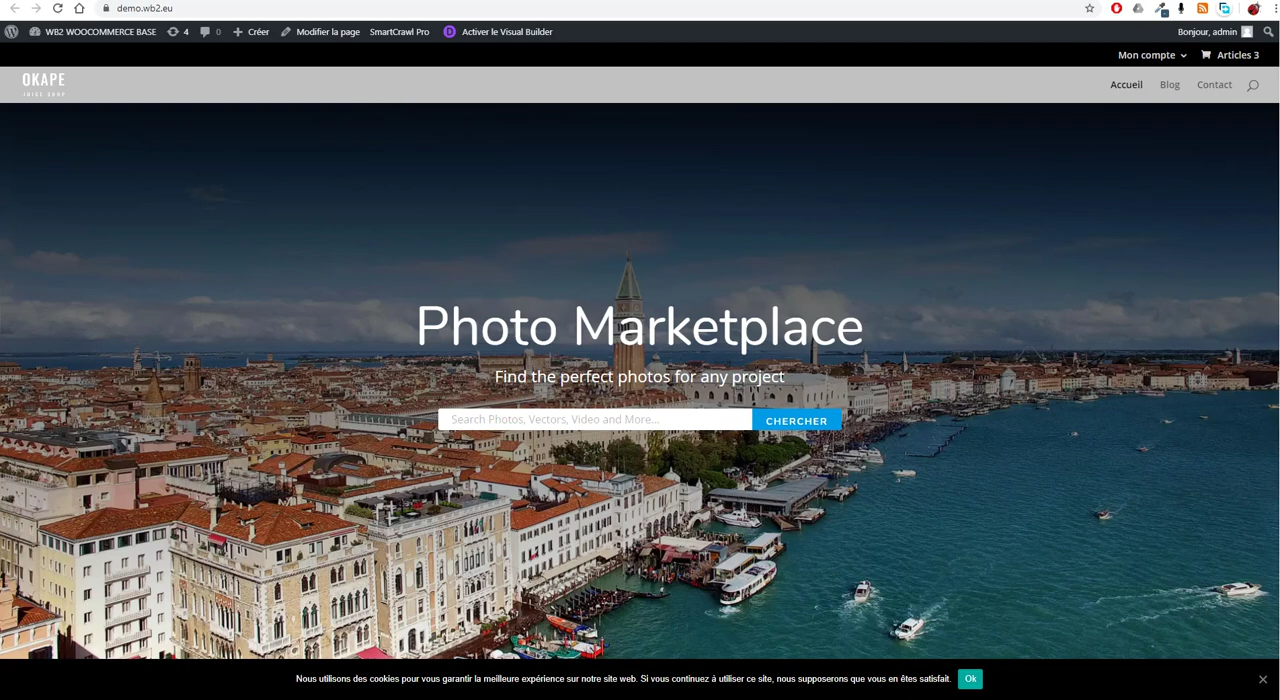 demo.wb2.eu
WB2 WOOCOMMERCE BASE 4 0 Créer Modifier la page SmartCrawl Pro D Activer le Visual Builder Bonjour, admin
Mon compte Articles 3
OKAPE
JUICE SHOP
Accueil Blog Contact
Photo Marketplace
Find the perfect photos for any project
Search Photos, Vectors, Video and More...
CHERCHER
Nous utilisons des cookies pour vous garantir la meilleure expérience sur notre site web. Si vous continuez à utiliser ce site, nous supposerons que vous en êtes satisfait. Ok